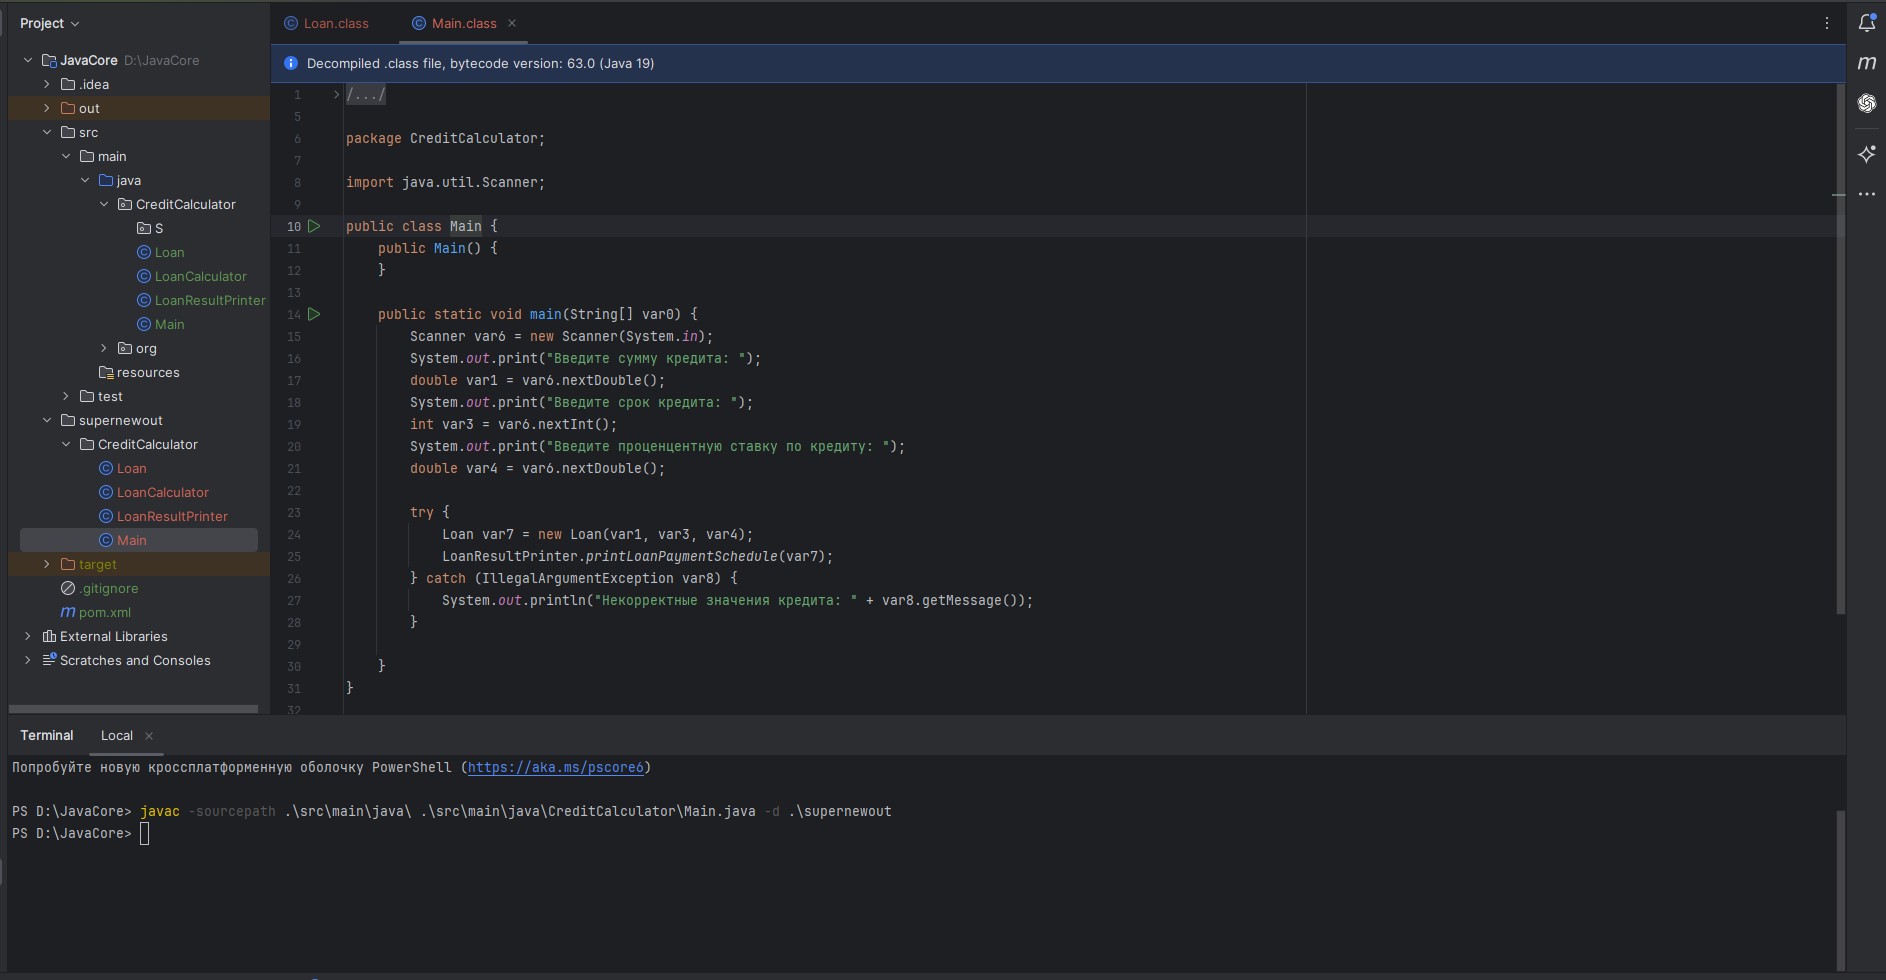 Project
JavaCore D:\JavaCore
.idea
out
src
main
java
CreditCalculator
S
Loan
LoanCalculator
LoanResultPrinter
Main
org
resources
test
supernewout
CreditCalculator
Loan
LoanCalculator
LoanResultPrinter
Main
target
.gitignore
pom.xml
External Libraries
Scratches and Consoles
Loan.class
Main.class
Decompiled .class file, bytecode version: 63.0 (Java 19)
1 /.../
5
6 package CreditCalculator;
7
8 import java.util.Scanner;
9
10 public class Main {
11 public Main() {
12 }
13
14 public static void main(String[] var0) {
15 Scanner var6 = new Scanner(System.in);
16 System.out.print("Введите сумму кредита: ");
17 double var1 = var6.nextDouble();
18 System.out.print("Введите срок кредита: ");
19 int var3 = var6.nextInt();
20 System.out.print("Введите проценцентную ставку по кредиту: ");
21 double var4 = var6.nextDouble();
22
23 try {
24 Loan var7 = new Loan(var1, var3, var4);
25 LoanResultPrinter.printLoanPaymentSchedule(var7);
26 } catch (IllegalArgumentException var8) {
27 System.out.println("Некорректные значения кредита: " + var8.getMessage());
28 }
29
30 }
31 }
32
m
Terminal Local
Попробуйте новую кроссплатформенную оболочку PowerShell (https://aka.ms/pscore6)
PS D:\JavaCore> javac -sourcepath .\src\main\java\ .\src\main\java\CreditCalculator\Main.java -d .\supernewout
PS D:\JavaCore>